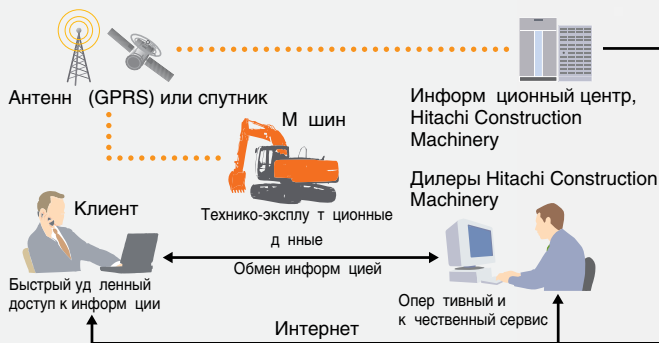 Антенн (GPRS) или спутник
Информ ционный центр,
Hitachi Construction
Machinery
М шин
Дилеры Hitachi Construction
Machinery
Клиент
Технико-эксплу т ционные
д нные
Обмен информ цией
Быстрый уд ленный
доступ к информ ции
Опер тивный и
к чественный сервис
Интернет